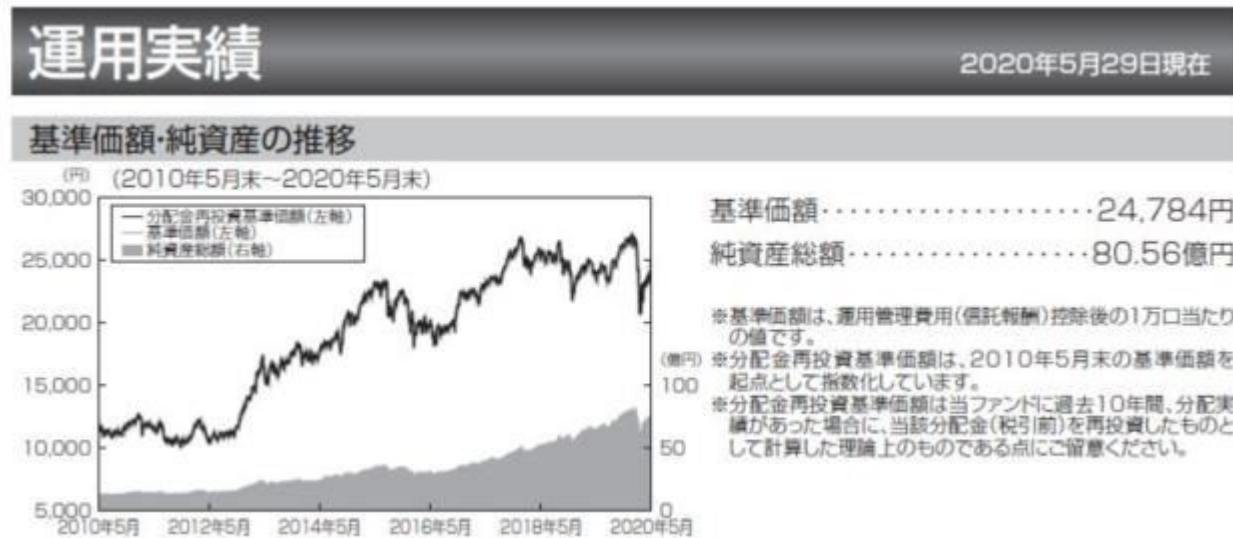 運用実績
2020年5月29日現在
基準価額・純資産の推移
(円) (2010年5月末~2020年5月末)
30,000
25,000
20,000
15,000
10,000
5,000
分配金再投資基準価額(左軸)
基準価額(左軸)
純資産総額(右軸)
(億円)
100
50
0
2010年5月 2012年5月 2014年5月 2016年5月 2018年5月 2020年5月
基準価額・・・・・・・・・・・・・・・・・・・・・24,784円
純資産総額・・・・・・・・・・・・・・・・・・・80.56億円
※基準価額は、運用管理費用(信託報酬)控除後の1万口当たり
の値です。
※分配金再投資基準価額は、2010年5月末の基準価額を
起点として指数化しています。
※分配金再投資基準価額は当ファンドに過去10年間、分配実
績があった場合に、当該分配金(税引前)を再投資したものと
して計算した理論上のものである点にご留意ください。